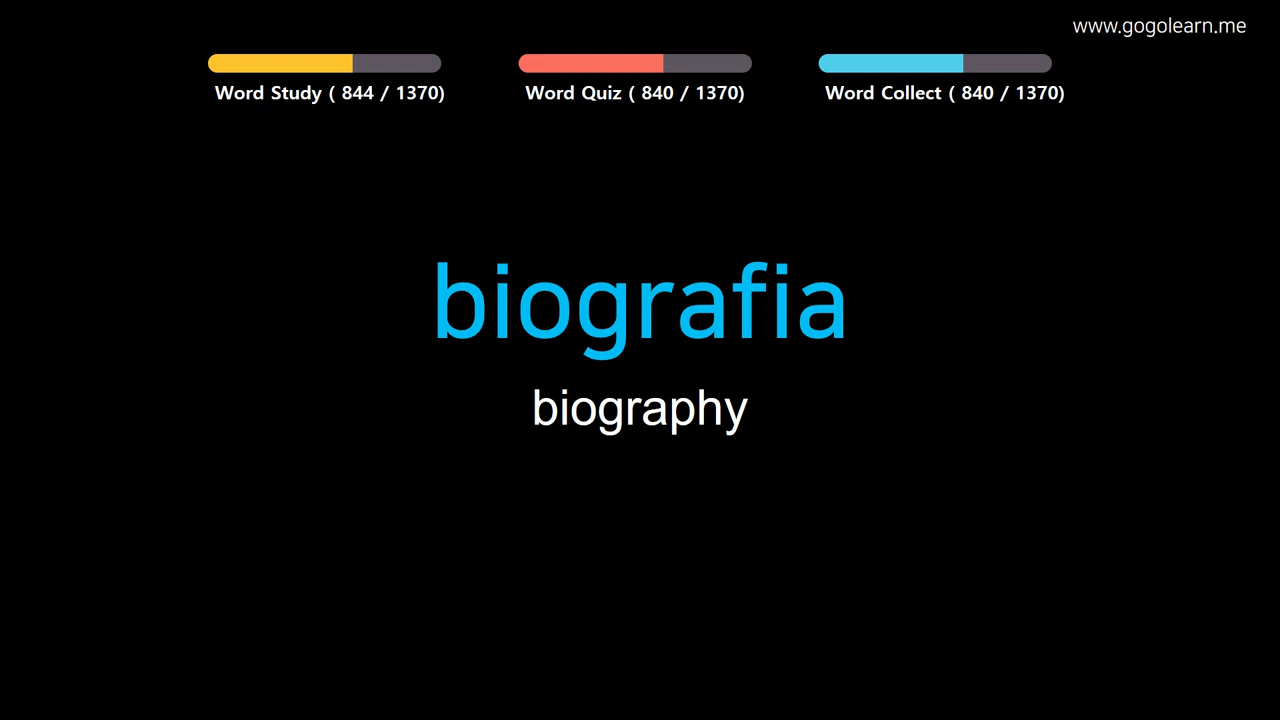 www.gogolearn.me
Word Study ( 844 / 1370)
Word Quiz ( 840 / 1370)
Word Collect ( 840 / 1370)
biografia
biography